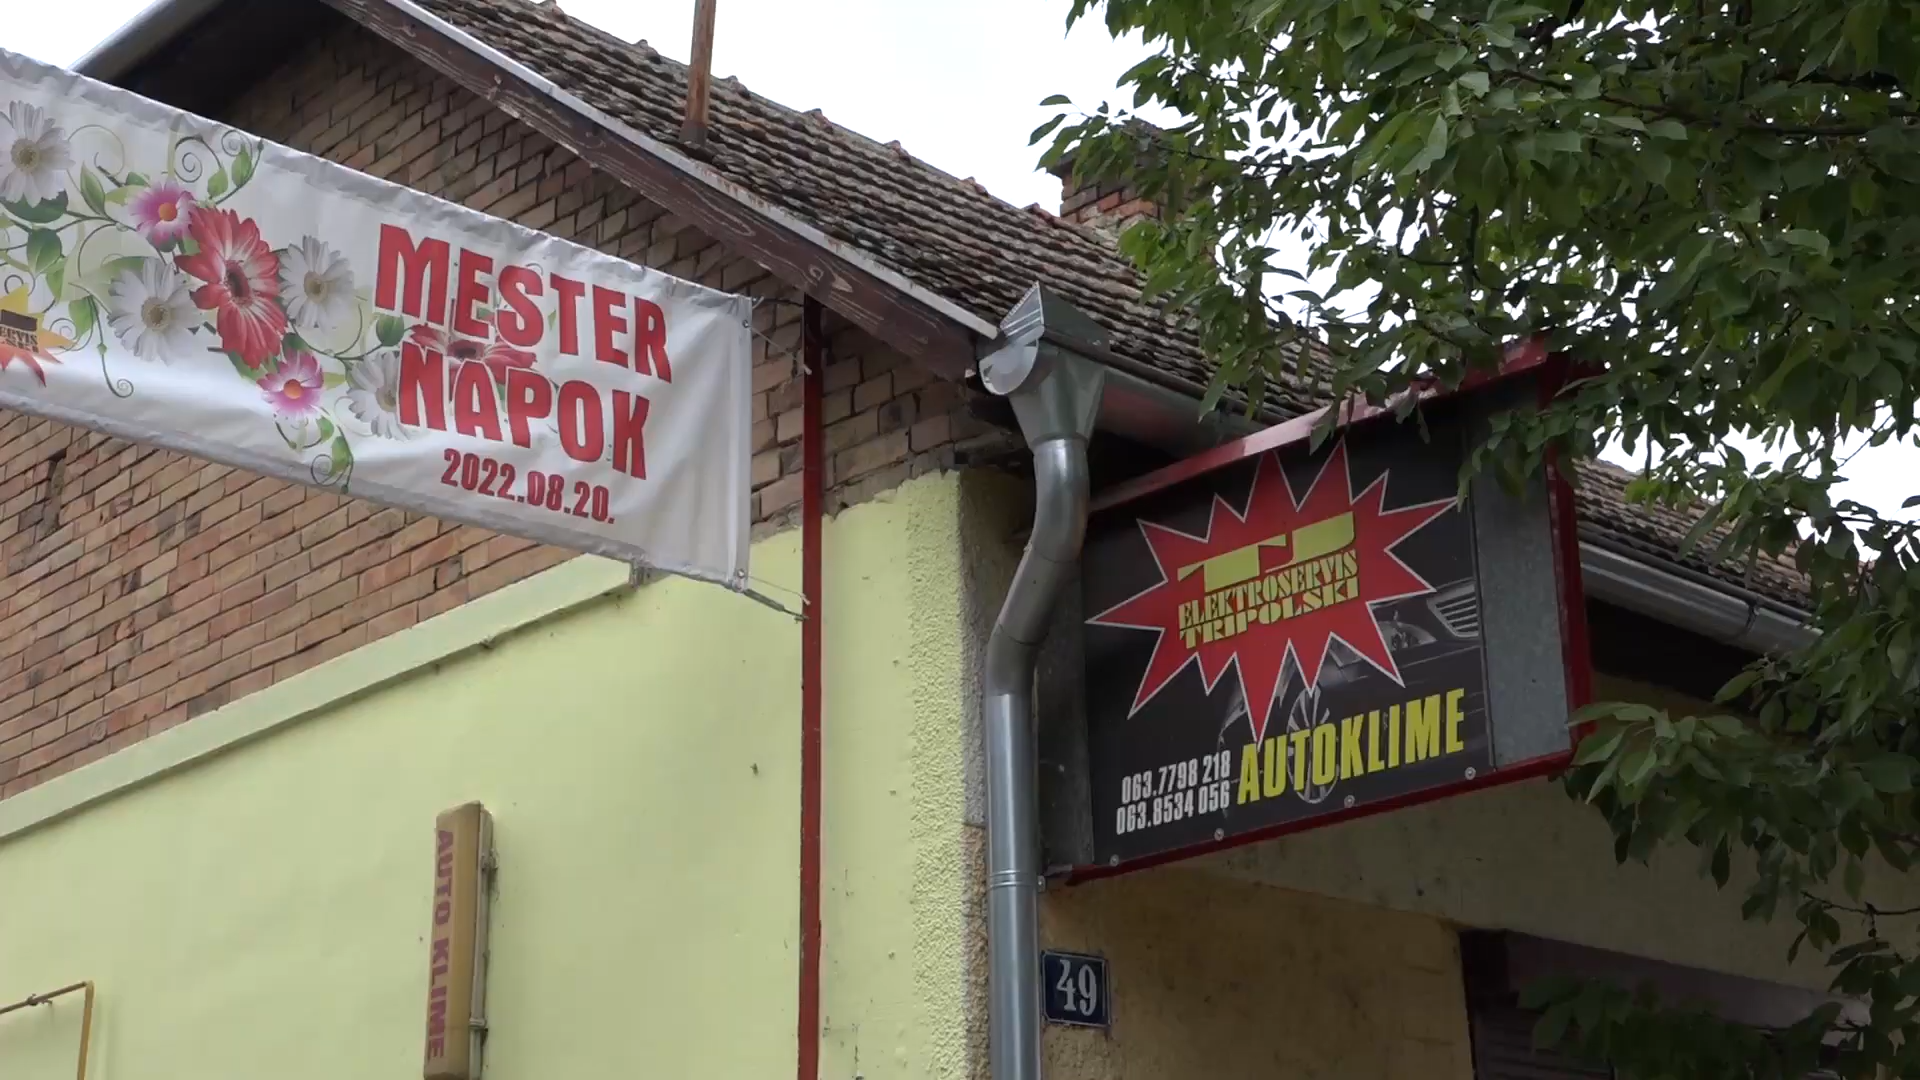 MESTER
NAPOK
2022.08.20.
TJ
ELEKTROSERVIS
TRIPOLSKI
AUTOKLIME
063.7798 218
063.8534 056
AUTO KLIME
49